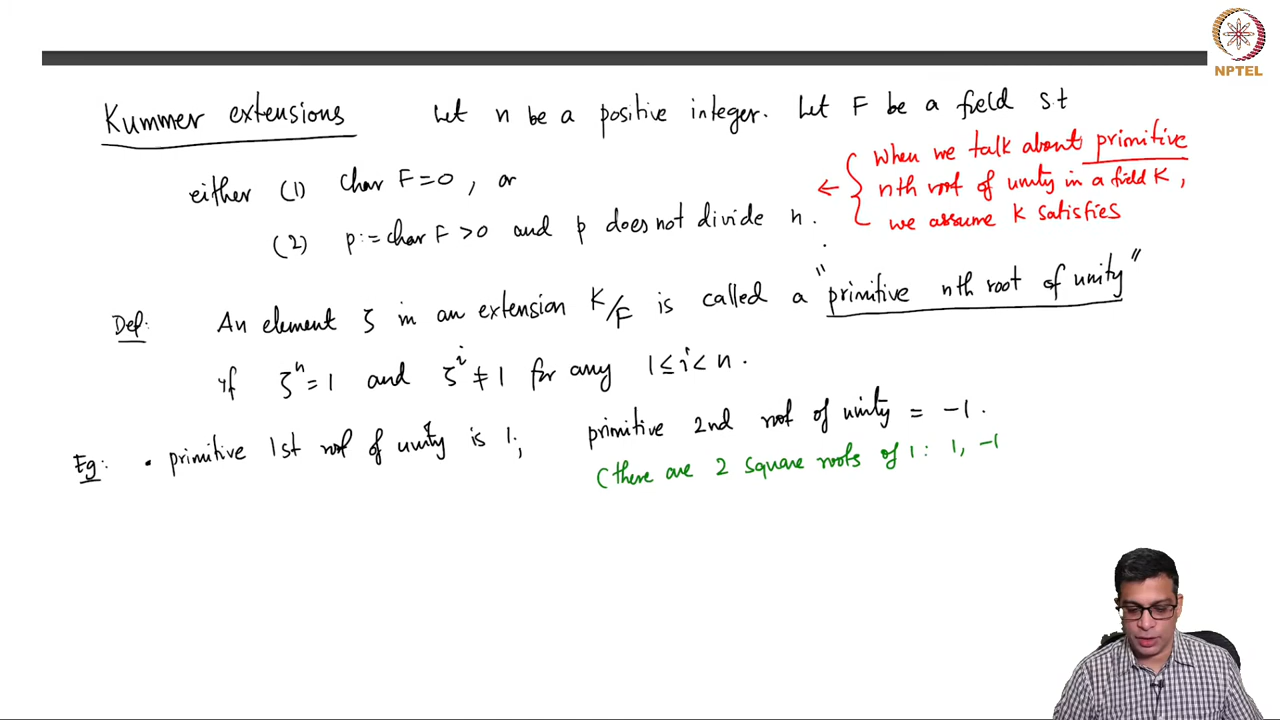 NPTEL
Kummer extensions Let n be a positive integer. Let F be a field s.t
either (1) char F = 0, or
(2) p := char F > 0 and p does not divide n.
← { When we talk about primitive
nth root of unity in a field K,
we assume K satisfies
Def: An element ζ in an extension K/F is called a "primitive nth root of unity"
if ζ^n = 1 and ζ^i ≠ 1 for any 1 ≤ i < n.
Eg: • primitive 1st root of unity is 1; primitive 2nd root of unity = -1.
(there are 2 square roots of 1: 1, -1